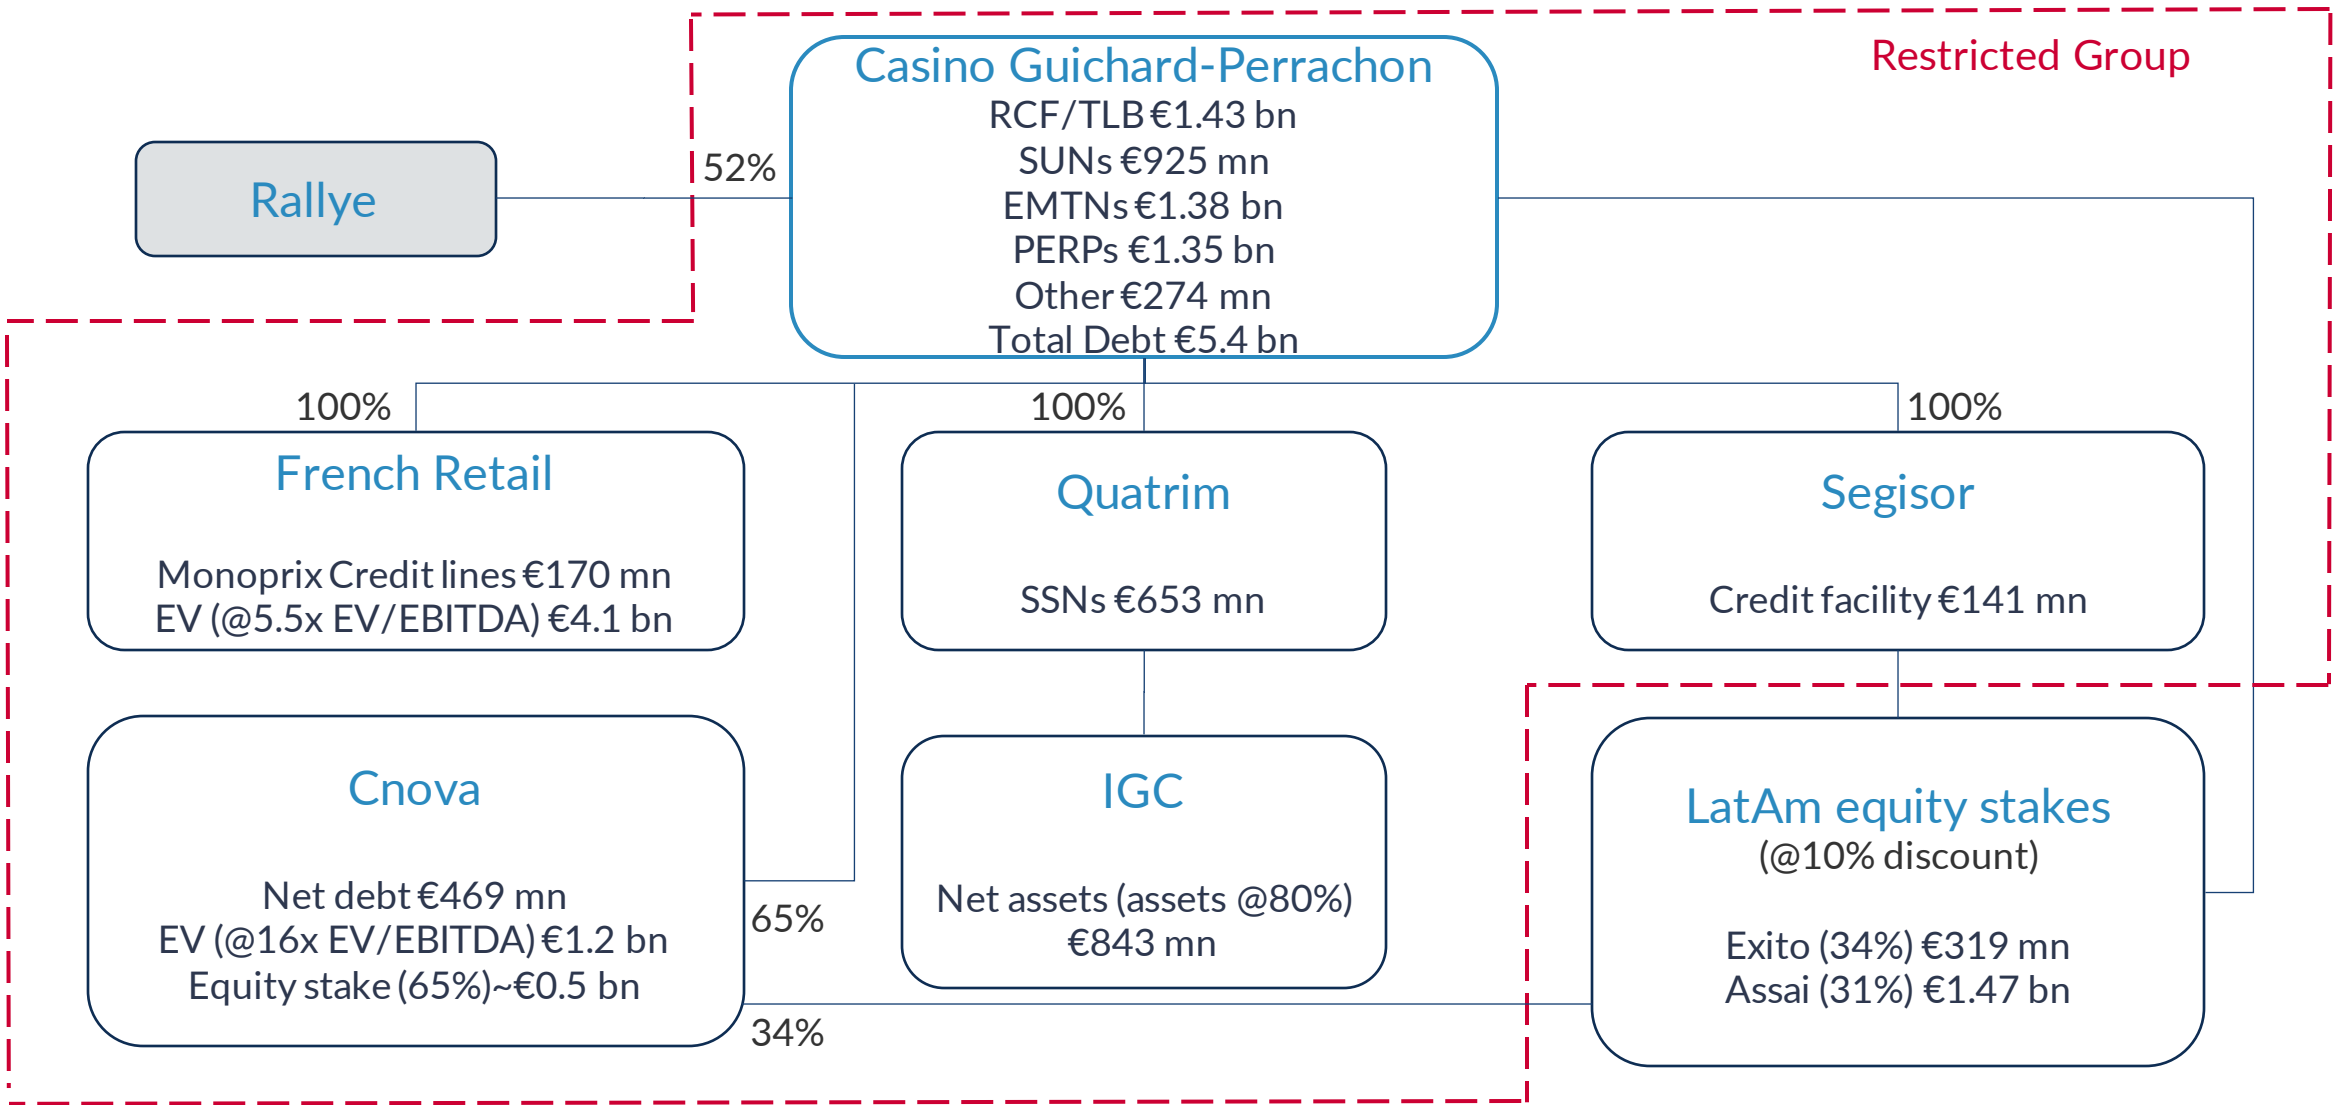 Restricted Group
Casino Guichard-Perrachon
RCF/TLB €1.43 bn
SUNs €925 mn
EMTNs €1.38 bn
PERPs €1.35 bn
Other €274 mn
Total Debt €5.4 bn
Rallye
52%
100%
100%
100%
French Retail
Monoprix Credit lines €170 mn
EV (@5.5x EV/EBITDA) €4.1 bn
Quatrim
SSNs €653 mn
Segisor
Credit facility €141 mn
Cnova
Net debt €469 mn
EV (@16x EV/EBITDA) €1.2 bn
Equity stake (65%)~€0.5 bn
65%
34%
IGC
Net assets (assets @80%)
€843 mn
LatAm equity stakes
(@10% discount)
Exito (34%) €319 mn
Assai (31%) €1.47 bn